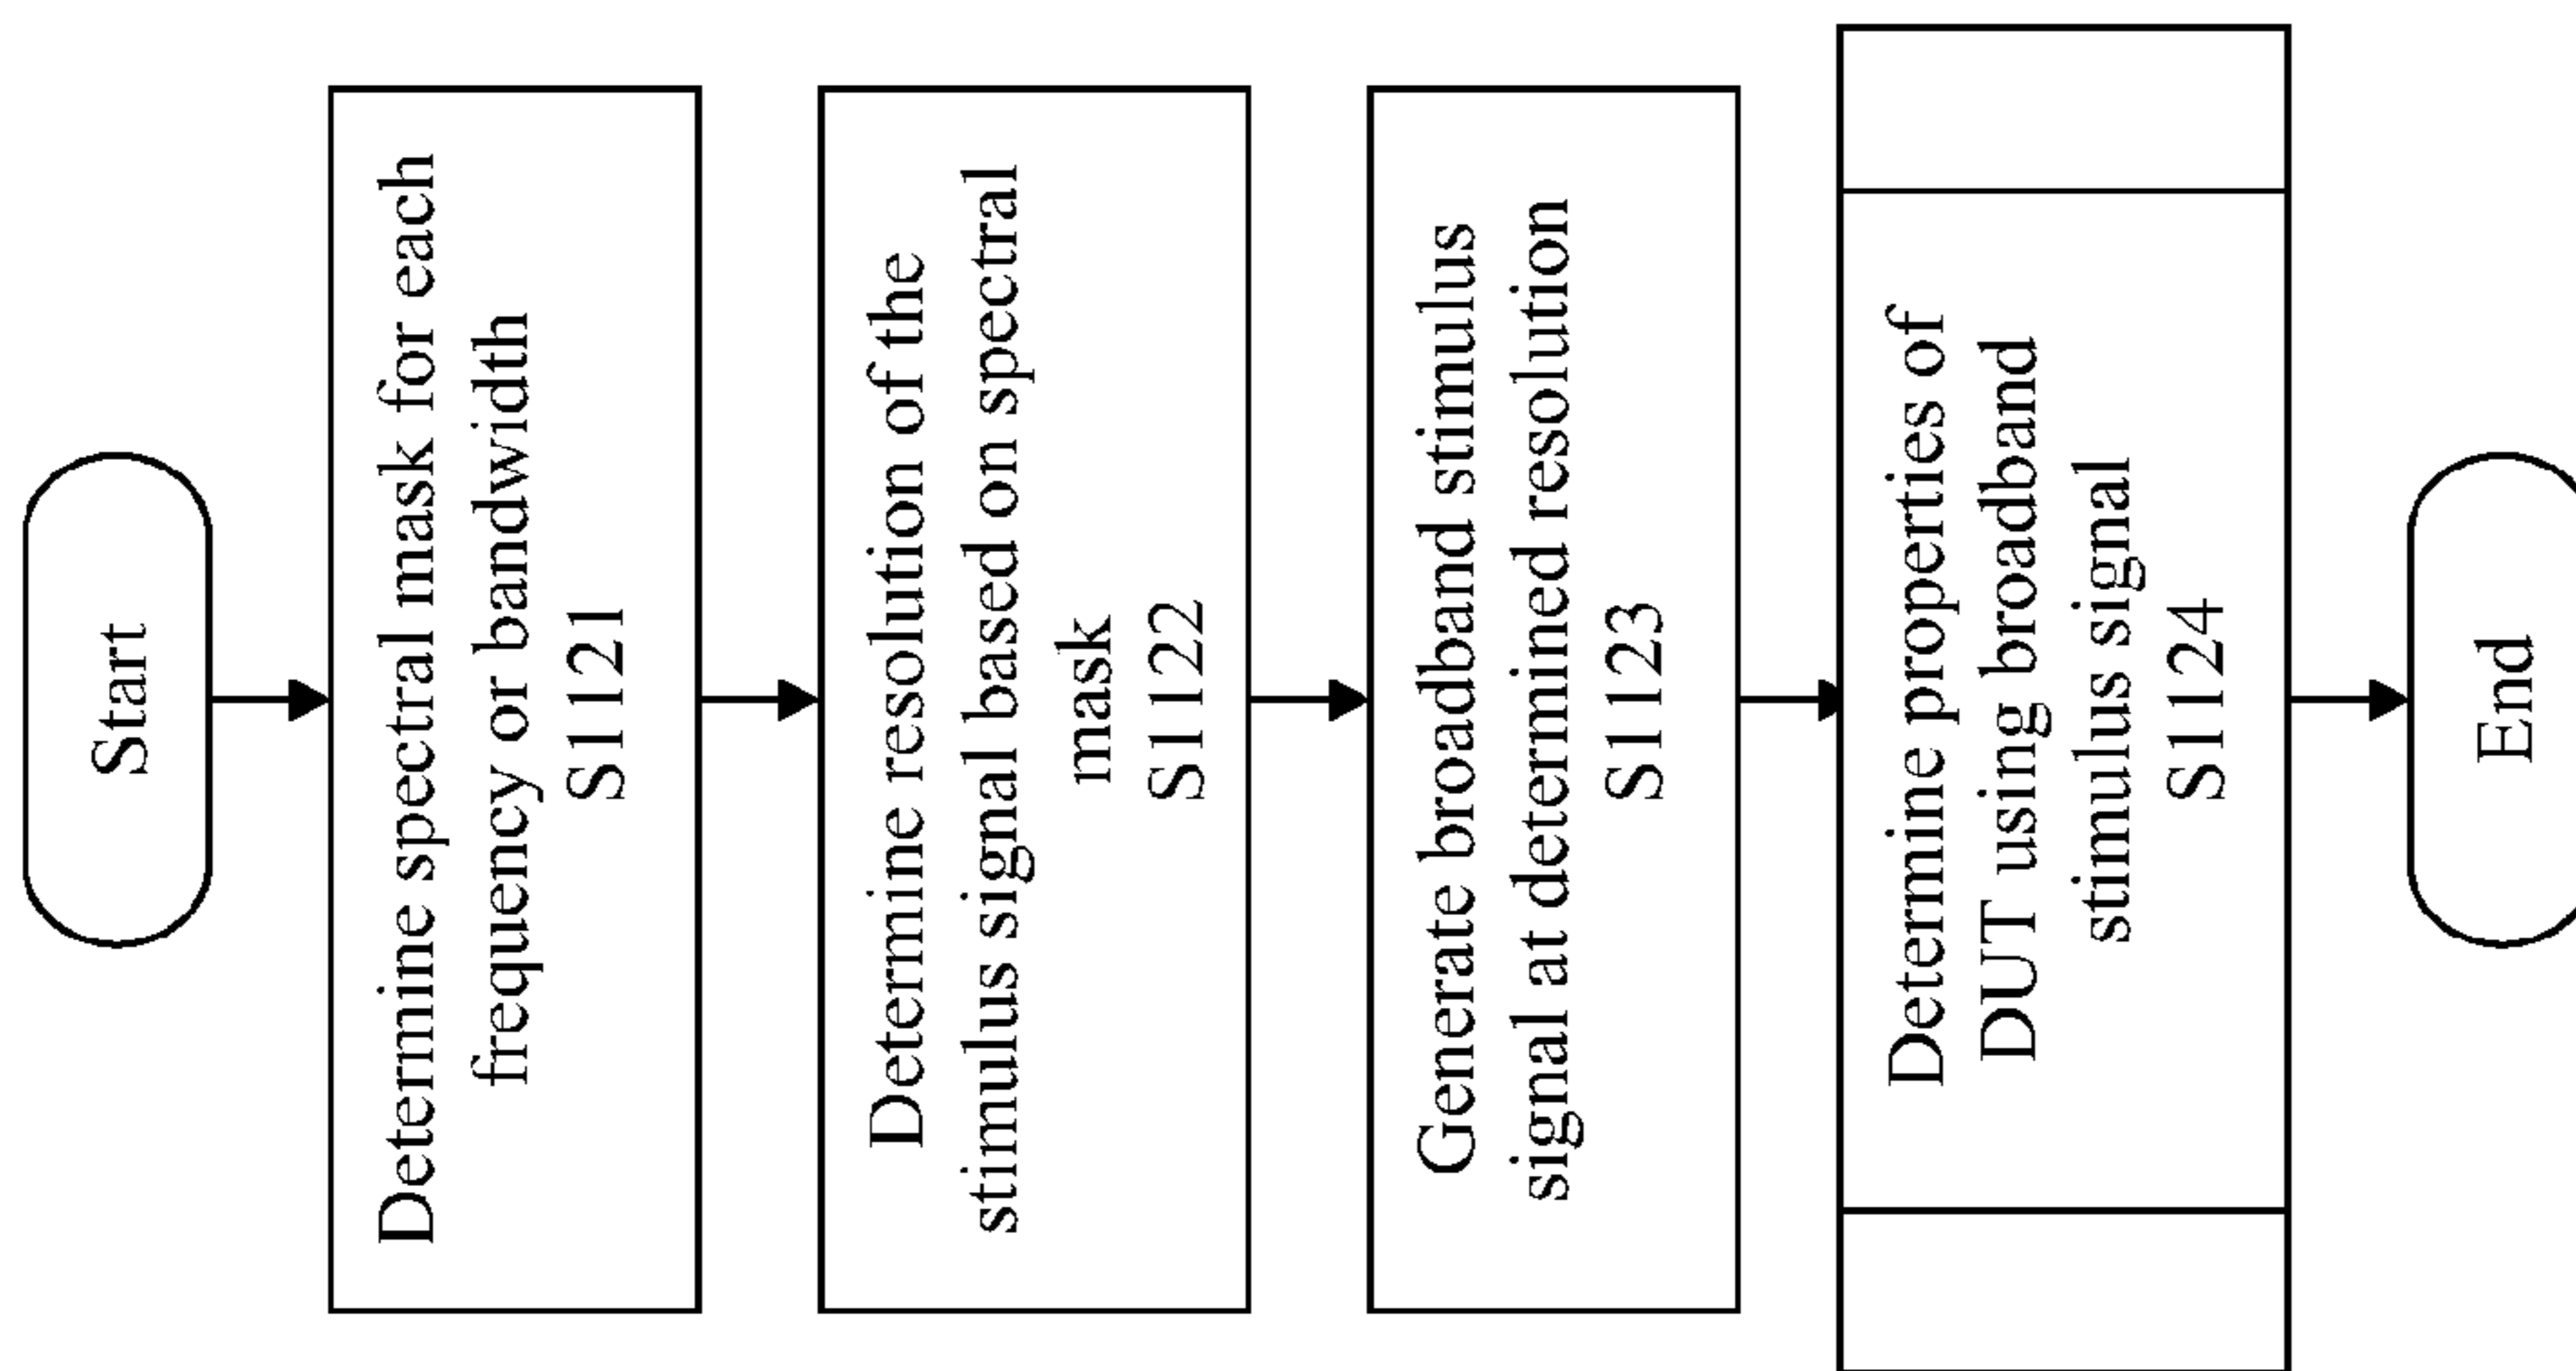 Start
Determine spectral mask for each
frequency or bandwidth
S1121
Determine resolution of the
stimulus signal based on spectral
mask
S1122
Generate broadband stimulus
signal at determined resolution
S1123
Determine properties of
DUT using broadband
stimulus signal
S1124
End